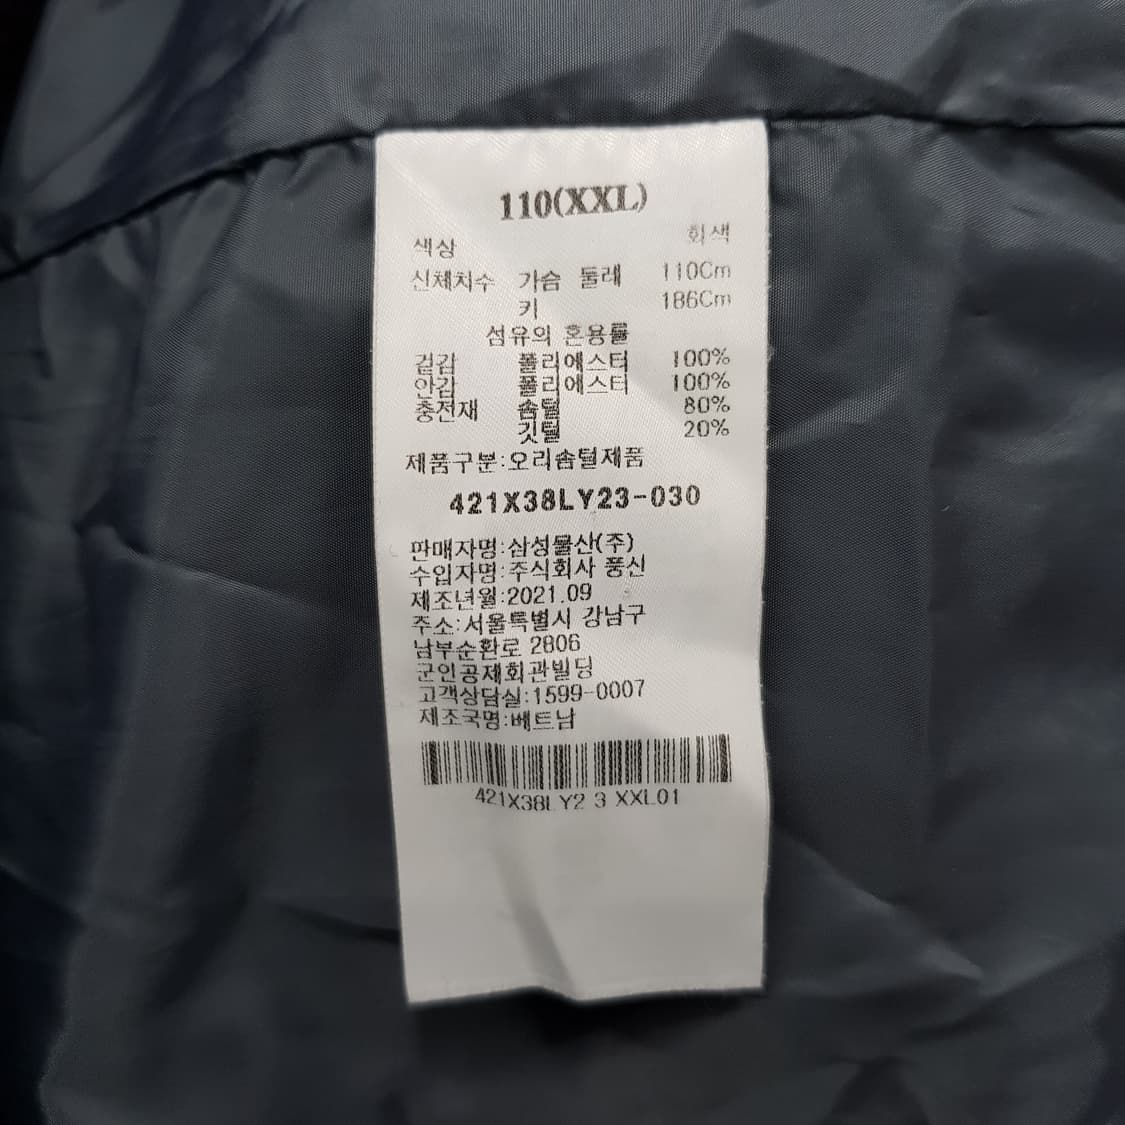 110(XXL)
색상 회색
신체치수 가슴 둘레 110Cm
키 186Cm
섬유의 혼용률
겉감 폴리에스터 100%
안감 폴리에스터 100%
충전재 솜털 80%
깃털 20%
제품구분:오리솜털제품
421X38LY23-030
판매자명:삼성물산(주)
수입자명:주식회사 풍신
제조년월:2021.09
주소:서울특별시 강남구
남부순환로 2806
군인공제회관빌딩
고객상담실:1599-0007
제조국명:베트남
421X38LY2 3 XXL01